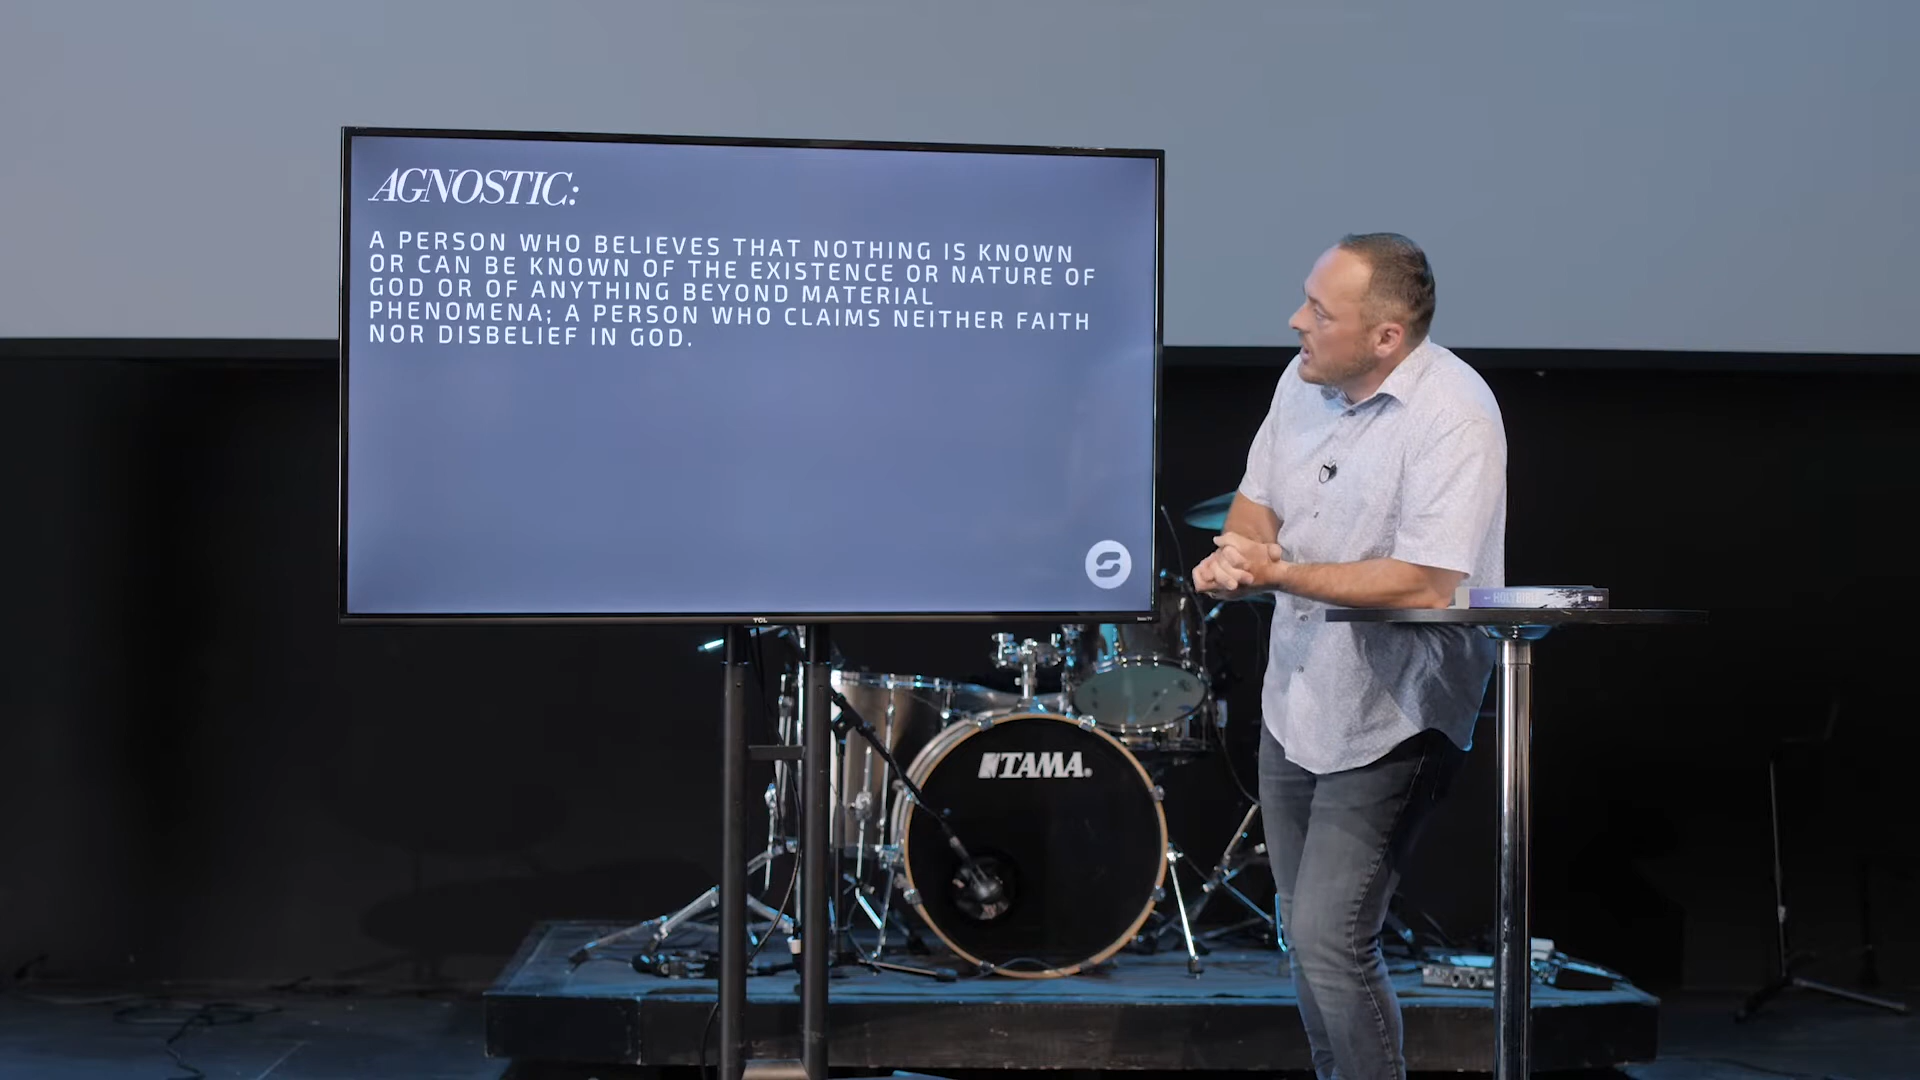 AGNOSTIC:
A PERSON WHO BELIEVES THAT NOTHING IS KNOWN
OR CAN BE KNOWN OF THE EXISTENCE OR NATURE OF
GOD OR OF ANYTHING BEYOND MATERIAL
PHENOMENA; A PERSON WHO CLAIMS NEITHER FAITH
NOR DISBELIEF IN GOD.
TCL
HOLY BIBLE
TAMA